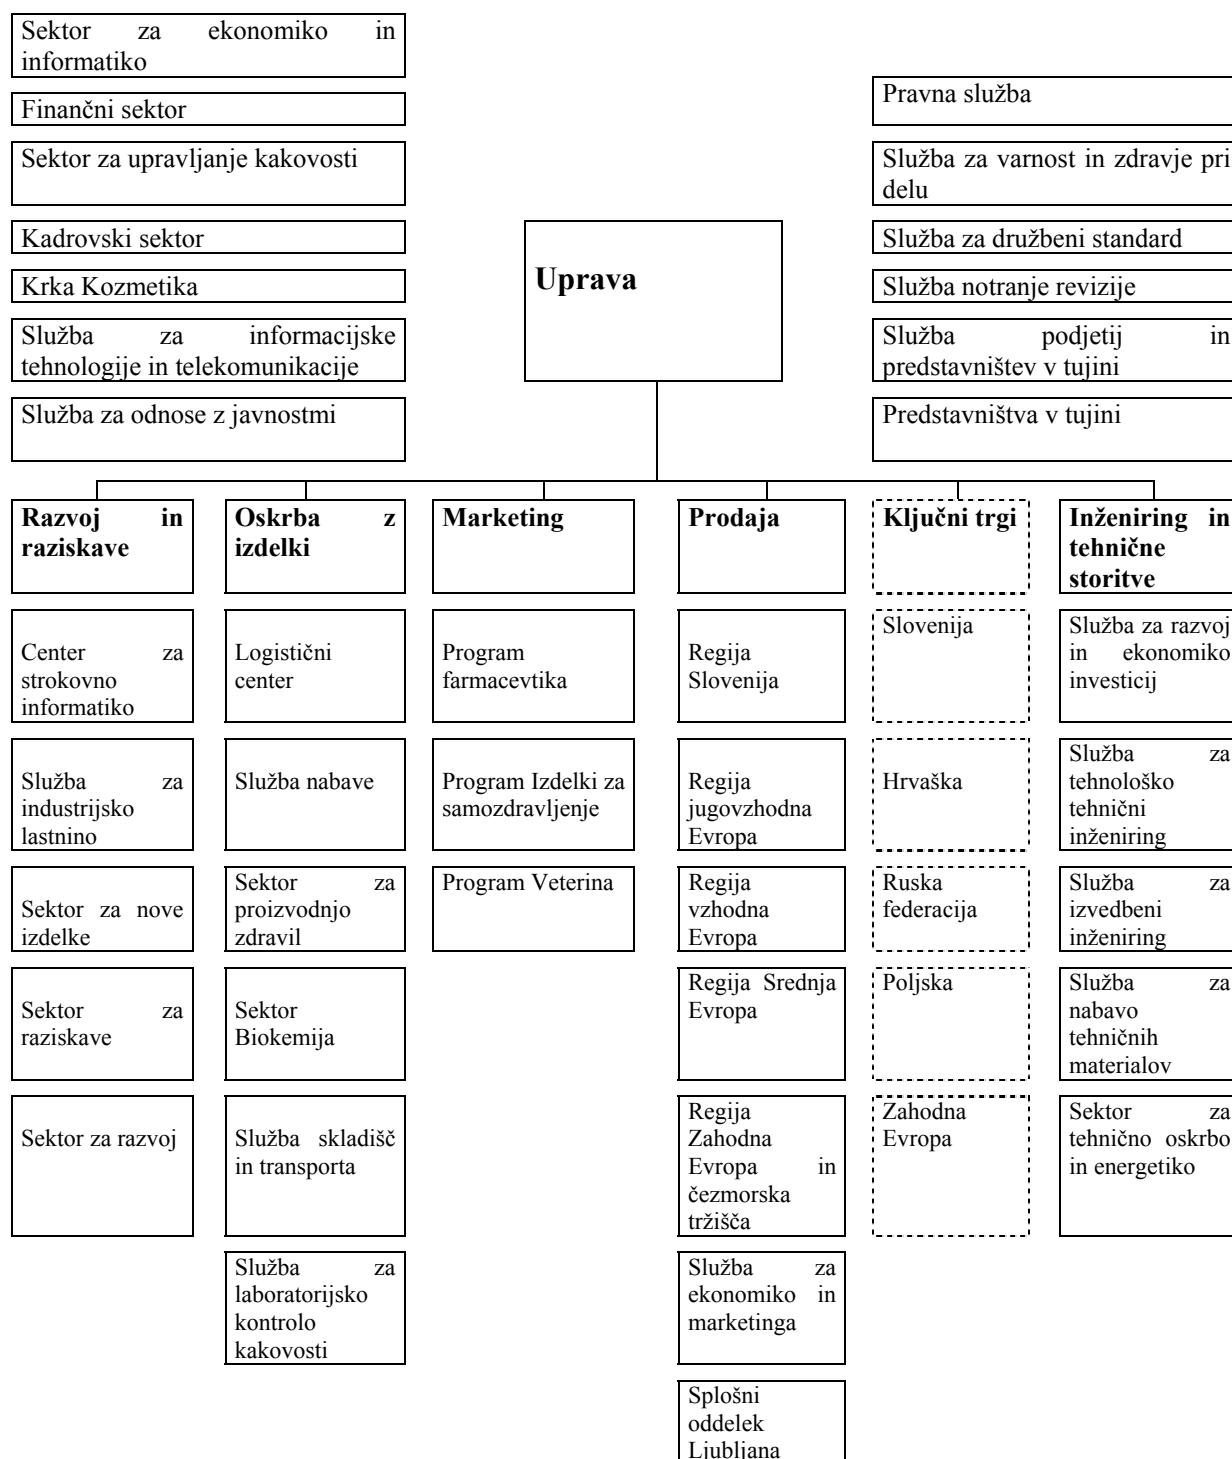 Sektor za ekonomiko in
informatiko
Finančni sektor
Sektor za upravljanje kakovosti
Kadrovski sektor
Krka Kozmetika
Služba za informacijske
tehnologije in telekomunikacije
Služba za odnose z javnostmi
Uprava
Pravna služba
Služba za varnost in zdravje pri
delu
Služba za družbeni standard
Služba notranje revizije
Služba podjetij in
predstavništev v tujini
Predstavništva v tujini
Razvoj in
raziskave
Center za
strokovno
informatiko
Služba za
industrijsko
lastnino
Sektor za nove
izdelke
Sektor za
raziskave
Sektor za razvoj
Oskrba z
izdelki
Logistični
center
Služba nabave
Sektor za
proizvodnjo
zdravil
Sektor
Biokemija
Služba skladišč
in transporta
Služba za
laboratorijsko
kontrolo
kakovosti
Marketing
Program
farmacevtika
Program Izdelki za
samozdravljenje
Program Veterina
Prodaja
Regija
Slovenija
Regija
jugovzhodna
Evropa
Regija
vzhodna
Evropa
Regija Srednja
Evropa
Regija
Zahodna
Evropa in
čezmorska
tržišča
Služba za
ekonomiko in
marketinga
Splošni
oddelek
Ljubljana
Ključni trgi
Slovenija
Hrvaška
Ruska
federacija
Poljska
Zahodna
Evropa
Inženiring in
tehnične
storitve
Služba za razvoj
in ekonomiko
investicij
Služba za
tehnološko
tehnični
inženiring
Služba za
izvedbeni
inženiring
Služba za
nabavo
tehničnih
materialov
Sektor za
tehnično oskrbo
in energetiko